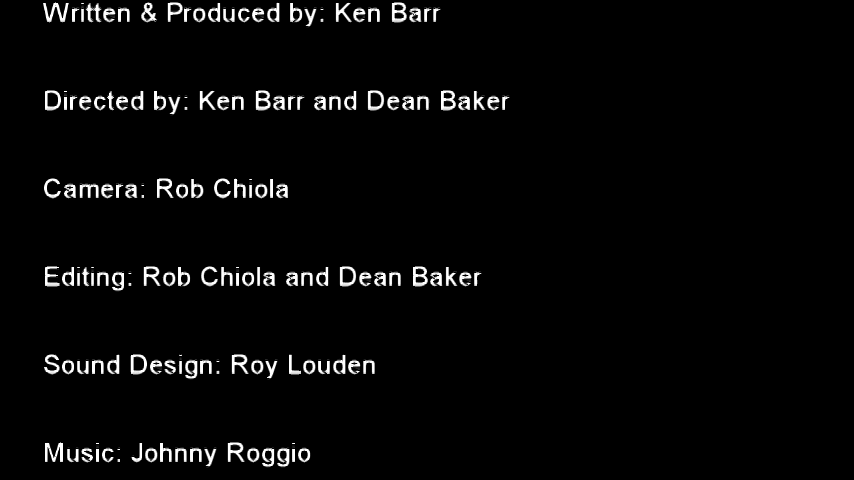 Written & Produced by: Ken Barr
Directed by: Ken Barr and Dean Baker
Camera: Rob Chiola
Editing: Rob Chiola and Dean Baker
Sound Design: Roy Louden
Music: Johnny Roggio